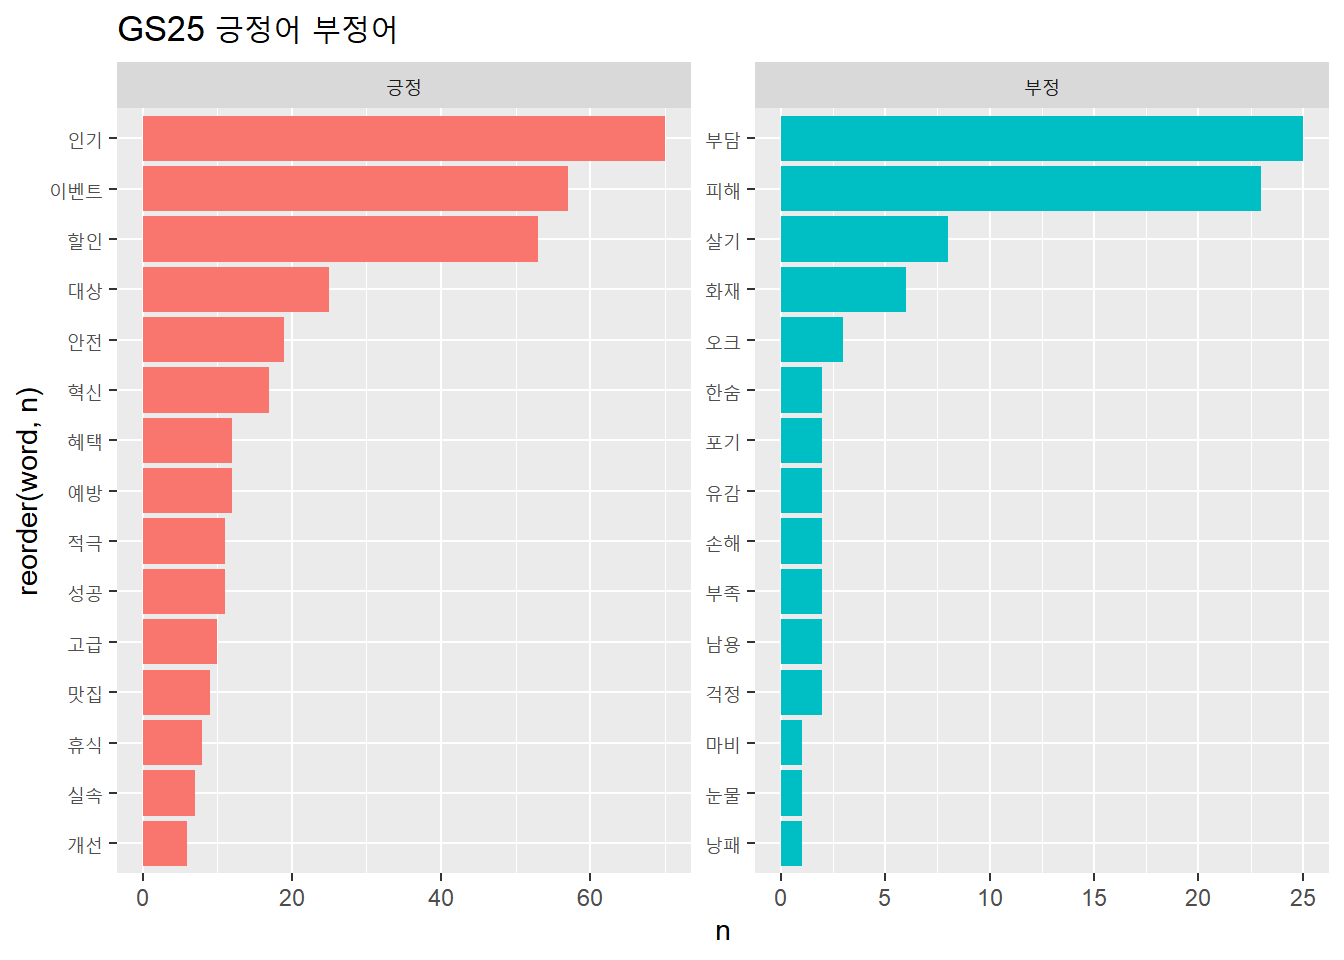 GS25 긍정어 부정어
긍정
부정
reorder(word, n)
인기
이벤트
할인
대상
안전
혁신
혜택
예방
적극
성공
고급
맛집
휴식
실속
개선
0 20 40 60
부담
피해
살기
화재
오크
한숨
포기
유감
손해
부족
남용
걱정
마비
눈물
낭패
0 5 10 15 20 25
n